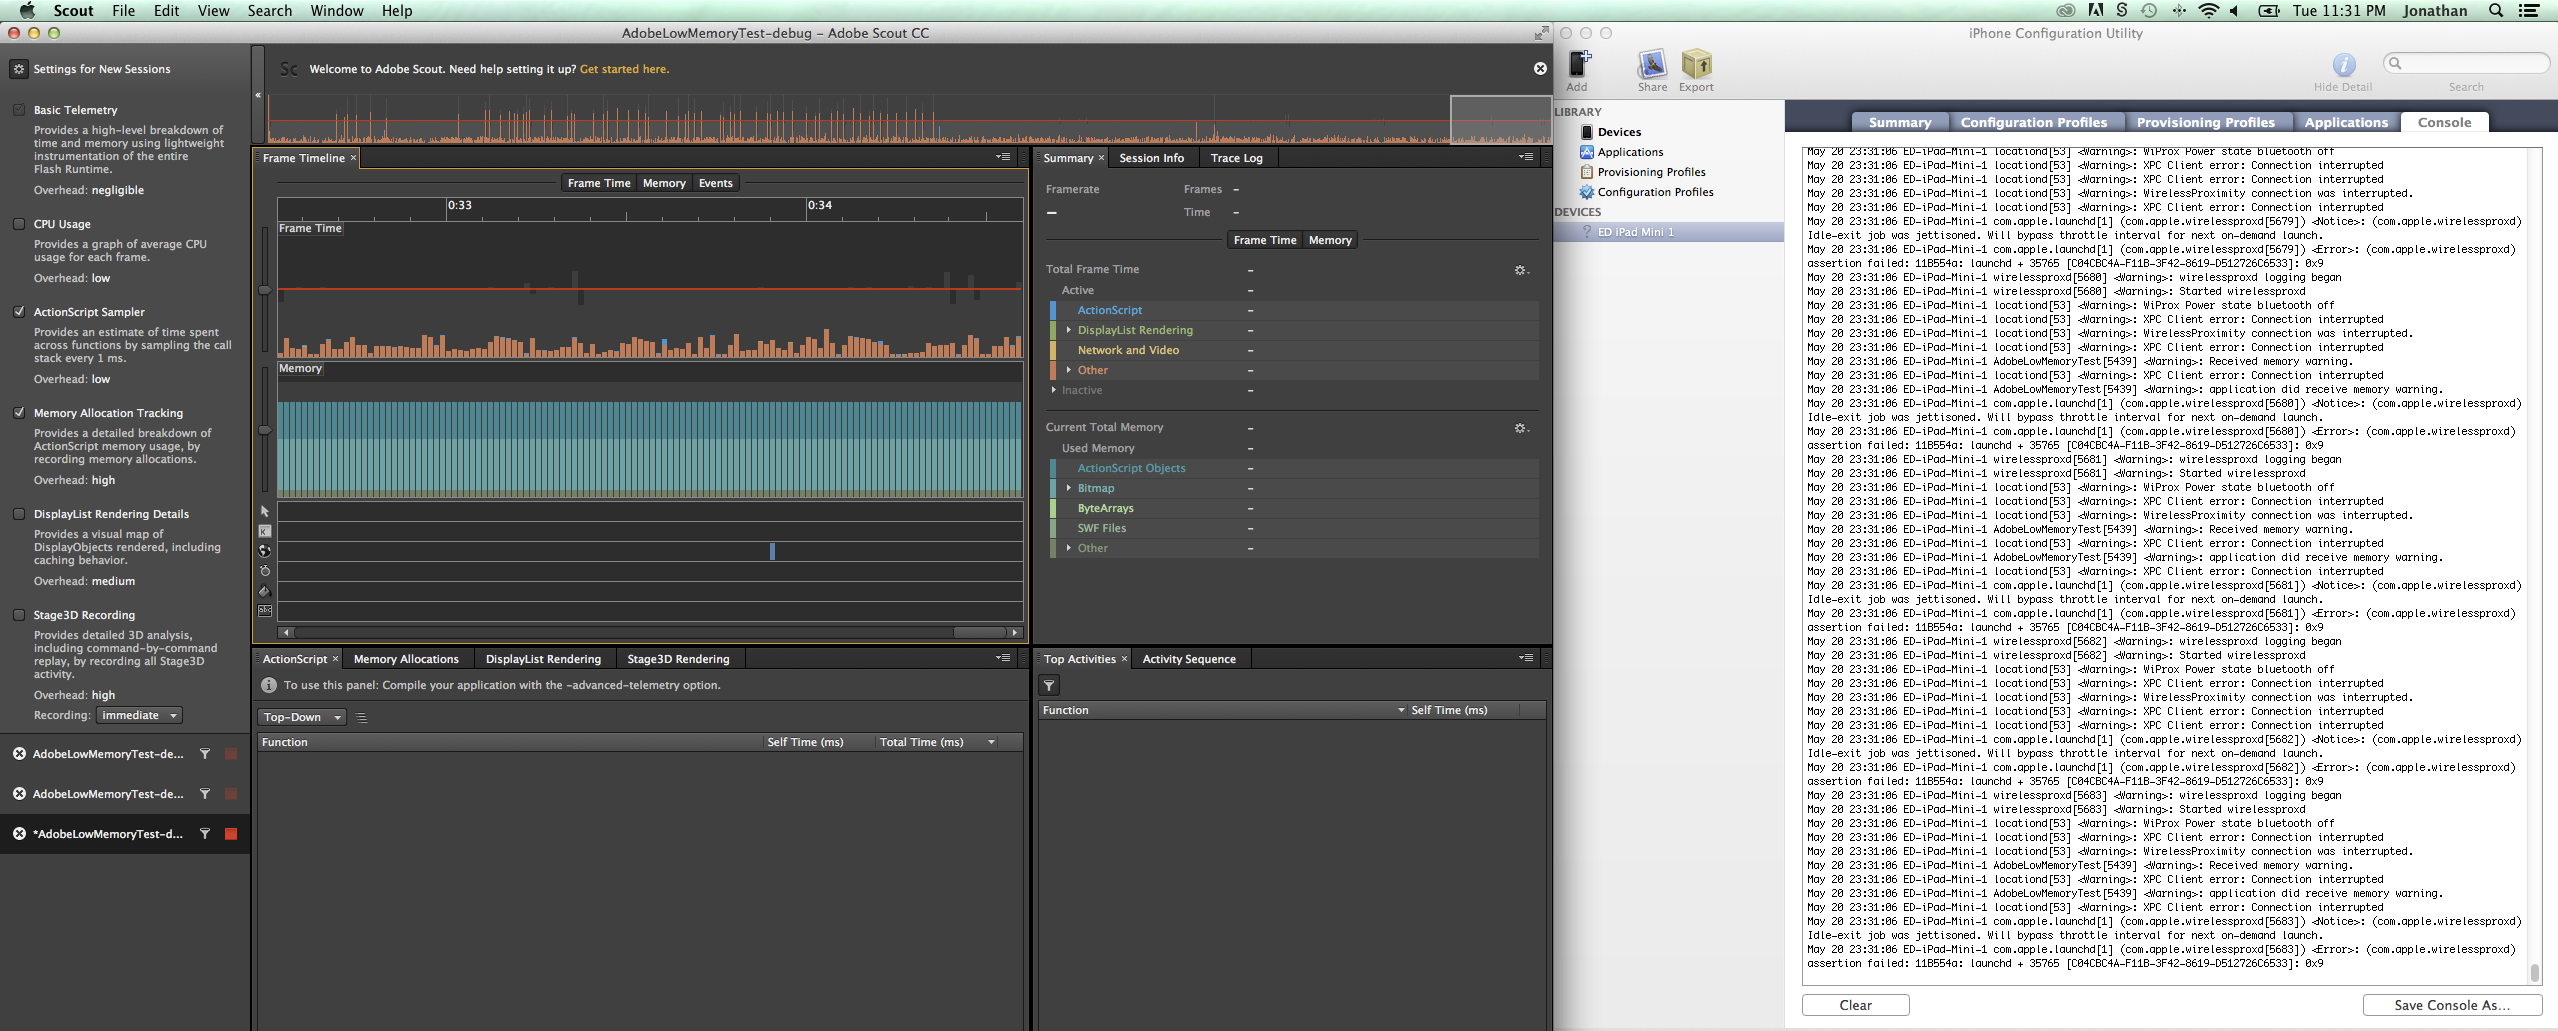 Scout File Edit View Search Window Help
Tue 11:31 PM Jonathan
AdobeLowMemoryTest-debug - Adobe Scout CC
Settings for New Sessions
Basic Telemetry
Provides a high-level breakdown of
time and memory using lightweight
instrumentation of the entire
Flash Runtime.
Overhead: negligible
CPU Usage
Provides a graph of average CPU
usage for each frame.
Overhead: low
ActionScript Sampler
Provides an estimate of time spent
across functions by sampling the call
stack every 1 ms.
Overhead: low
Memory Allocation Tracking
Provides a detailed breakdown of
ActionScript memory usage, by
recording memory allocations.
Overhead: high
DisplayList Rendering Details
Provides a visual map of
DisplayObjects rendered, including
caching behavior.
Overhead: medium
Stage3D Recording
Provides detailed 3D analysis,
including command-by-command
replay, by recording all Stage3D
activity.
Overhead: high
Recording: immediate
AdobeLowMemoryTest-de...
AdobeLowMemoryTest-de...
*AdobeLowMemoryTest-d...
Sc Welcome to Adobe Scout. Need help setting it up? Get started here.
Frame Timeline
Frame Time Memory Events
0:33 0:34
Frame Time
Memory
Summary Session Info Trace Log
Framerate Frames –
– Time –
Frame Time Memory
Total Frame Time –
Active –
ActionScript –
DisplayList Rendering –
Network and Video –
Other –
Inactive –
Current Total Memory –
Used Memory –
ActionScript Objects –
Bitmap –
ByteArrays –
SWF Files –
Other –
ActionScript Memory Allocations DisplayList Rendering Stage3D Rendering
To use this panel: Compile your application with the -advanced-telemetry option.
Top-Down
Function Self Time (ms) Total Time (ms)
Top Activities Activity Sequence
Function Self Time (ms)
iPhone Configuration Utility
Add Share Export Hide Detail Search
LIBRARY
Devices
Applications
Provisioning Profiles
Configuration Profiles
DEVICES
? ED iPad Mini 1
Summary Configuration Profiles Provisioning Profiles Applications Console
May 20 23:31:06 ED-iPad-Mini-1 locationd[53] <Warning>: WiProx Power state bluetooth off
May 20 23:31:06 ED-iPad-Mini-1 locationd[53] <Warning>: XPC Client error: Connection interrupted
May 20 23:31:06 ED-iPad-Mini-1 locationd[53] <Warning>: XPC Client error: Connection interrupted
May 20 23:31:06 ED-iPad-Mini-1 locationd[53] <Warning>: WirelessProximity connection was interrupted.
May 20 23:31:06 ED-iPad-Mini-1 locationd[53] <Warning>: XPC Client error: Connection interrupted
May 20 23:31:06 ED-iPad-Mini-1 com.apple.launchd[1] (com.apple.wirelessproxd[5679]) <Notice>: (com.apple.wirelessproxd)
Idle-exit job was jettisoned. Will bypass throttle interval for next on-demand launch.
May 20 23:31:06 ED-iPad-Mini-1 com.apple.launchd[1] (com.apple.wirelessproxd[5679]) <Error>: (com.apple.wirelessproxd)
assertion failed: 11B554a: launchd + 35765 [C04CBC4A-F11B-3F42-8619-D512726C6533]: 0x9
May 20 23:31:06 ED-iPad-Mini-1 wirelessproxd[5680] <Warning>: wirelessproxd logging began
May 20 23:31:06 ED-iPad-Mini-1 wirelessproxd[5680] <Warning>: Started wirelessproxd
May 20 23:31:06 ED-iPad-Mini-1 locationd[53] <Warning>: WiProx Power state bluetooth off
May 20 23:31:06 ED-iPad-Mini-1 locationd[53] <Warning>: XPC Client error: Connection interrupted
May 20 23:31:06 ED-iPad-Mini-1 locationd[53] <Warning>: WirelessProximity connection was interrupted.
May 20 23:31:06 ED-iPad-Mini-1 locationd[53] <Warning>: XPC Client error: Connection interrupted
May 20 23:31:06 ED-iPad-Mini-1 AdobeLowMemoryTest[5439] <Warning>: Received memory warning.
May 20 23:31:06 ED-iPad-Mini-1 locationd[53] <Warning>: XPC Client error: Connection interrupted
May 20 23:31:06 ED-iPad-Mini-1 AdobeLowMemoryTest[5439] <Warning>: application did receive memory warning.
May 20 23:31:06 ED-iPad-Mini-1 com.apple.launchd[1] (com.apple.wirelessproxd[5680]) <Notice>: (com.apple.wirelessproxd)
Idle-exit job was jettisoned. Will bypass throttle interval for next on-demand launch.
May 20 23:31:06 ED-iPad-Mini-1 com.apple.launchd[1] (com.apple.wirelessproxd[5680]) <Error>: (com.apple.wirelessproxd)
assertion failed: 11B554a: launchd + 35765 [C04CBC4A-F11B-3F42-8619-D512726C6533]: 0x9
May 20 23:31:06 ED-iPad-Mini-1 wirelessproxd[5681] <Warning>: wirelessproxd logging began
May 20 23:31:06 ED-iPad-Mini-1 wirelessproxd[5681] <Warning>: Started wirelessproxd
May 20 23:31:06 ED-iPad-Mini-1 locationd[53] <Warning>: WiProx Power state bluetooth off
May 20 23:31:06 ED-iPad-Mini-1 locationd[53] <Warning>: XPC Client error: Connection interrupted
May 20 23:31:06 ED-iPad-Mini-1 locationd[53] <Warning>: WirelessProximity connection was interrupted.
May 20 23:31:06 ED-iPad-Mini-1 AdobeLowMemoryTest[5439] <Warning>: Received memory warning.
May 20 23:31:06 ED-iPad-Mini-1 locationd[53] <Warning>: XPC Client error: Connection interrupted
May 20 23:31:06 ED-iPad-Mini-1 AdobeLowMemoryTest[5439] <Warning>: application did receive memory warning.
May 20 23:31:06 ED-iPad-Mini-1 locationd[53] <Warning>: XPC Client error: Connection interrupted
May 20 23:31:06 ED-iPad-Mini-1 com.apple.launchd[1] (com.apple.wirelessproxd[5681]) <Notice>: (com.apple.wirelessproxd)
Idle-exit job was jettisoned. Will bypass throttle interval for next on-demand launch.
May 20 23:31:06 ED-iPad-Mini-1 com.apple.launchd[1] (com.apple.wirelessproxd[5681]) <Error>: (com.apple.wirelessproxd)
assertion failed: 11B554a: launchd + 35765 [C04CBC4A-F11B-3F42-8619-D512726C6533]: 0x9
May 20 23:31:06 ED-iPad-Mini-1 wirelessproxd[5682] <Warning>: wirelessproxd logging began
May 20 23:31:06 ED-iPad-Mini-1 wirelessproxd[5682] <Warning>: Started wirelessproxd
May 20 23:31:06 ED-iPad-Mini-1 locationd[53] <Warning>: WiProx Power state bluetooth off
May 20 23:31:06 ED-iPad-Mini-1 locationd[53] <Warning>: XPC Client error: Connection interrupted
May 20 23:31:06 ED-iPad-Mini-1 locationd[53] <Warning>: WirelessProximity connection was interrupted.
May 20 23:31:06 ED-iPad-Mini-1 locationd[53] <Warning>: XPC Client error: Connection interrupted
May 20 23:31:06 ED-iPad-Mini-1 locationd[53] <Warning>: XPC Client error: Connection interrupted
May 20 23:31:06 ED-iPad-Mini-1 com.apple.launchd[1] (com.apple.wirelessproxd[5682]) <Notice>: (com.apple.wirelessproxd)
Idle-exit job was jettisoned. Will bypass throttle interval for next on-demand launch.
May 20 23:31:06 ED-iPad-Mini-1 com.apple.launchd[1] (com.apple.wirelessproxd[5682]) <Error>: (com.apple.wirelessproxd)
assertion failed: 11B554a: launchd + 35765 [C04CBC4A-F11B-3F42-8619-D512726C6533]: 0x9
May 20 23:31:06 ED-iPad-Mini-1 wirelessproxd[5683] <Warning>: wirelessproxd logging began
May 20 23:31:06 ED-iPad-Mini-1 wirelessproxd[5683] <Warning>: Started wirelessproxd
May 20 23:31:06 ED-iPad-Mini-1 locationd[53] <Warning>: WiProx Power state bluetooth off
May 20 23:31:06 ED-iPad-Mini-1 locationd[53] <Warning>: XPC Client error: Connection interrupted
May 20 23:31:06 ED-iPad-Mini-1 locationd[53] <Warning>: WirelessProximity connection was interrupted.
May 20 23:31:06 ED-iPad-Mini-1 AdobeLowMemoryTest[5439] <Warning>: Received memory warning.
May 20 23:31:06 ED-iPad-Mini-1 locationd[53] <Warning>: XPC Client error: Connection interrupted
May 20 23:31:06 ED-iPad-Mini-1 AdobeLowMemoryTest[5439] <Warning>: application did receive memory warning.
May 20 23:31:06 ED-iPad-Mini-1 locationd[53] <Warning>: XPC Client error: Connection interrupted
May 20 23:31:06 ED-iPad-Mini-1 com.apple.launchd[1] (com.apple.wirelessproxd[5683]) <Notice>: (com.apple.wirelessproxd)
Idle-exit job was jettisoned. Will bypass throttle interval for next on-demand launch.
May 20 23:31:06 ED-iPad-Mini-1 com.apple.launchd[1] (com.apple.wirelessproxd[5683]) <Error>: (com.apple.wirelessproxd)
assertion failed: 11B554a: launchd + 35765 [C04CBC4A-F11B-3F42-8619-D512726C6533]: 0x9
Clear Save Console As...